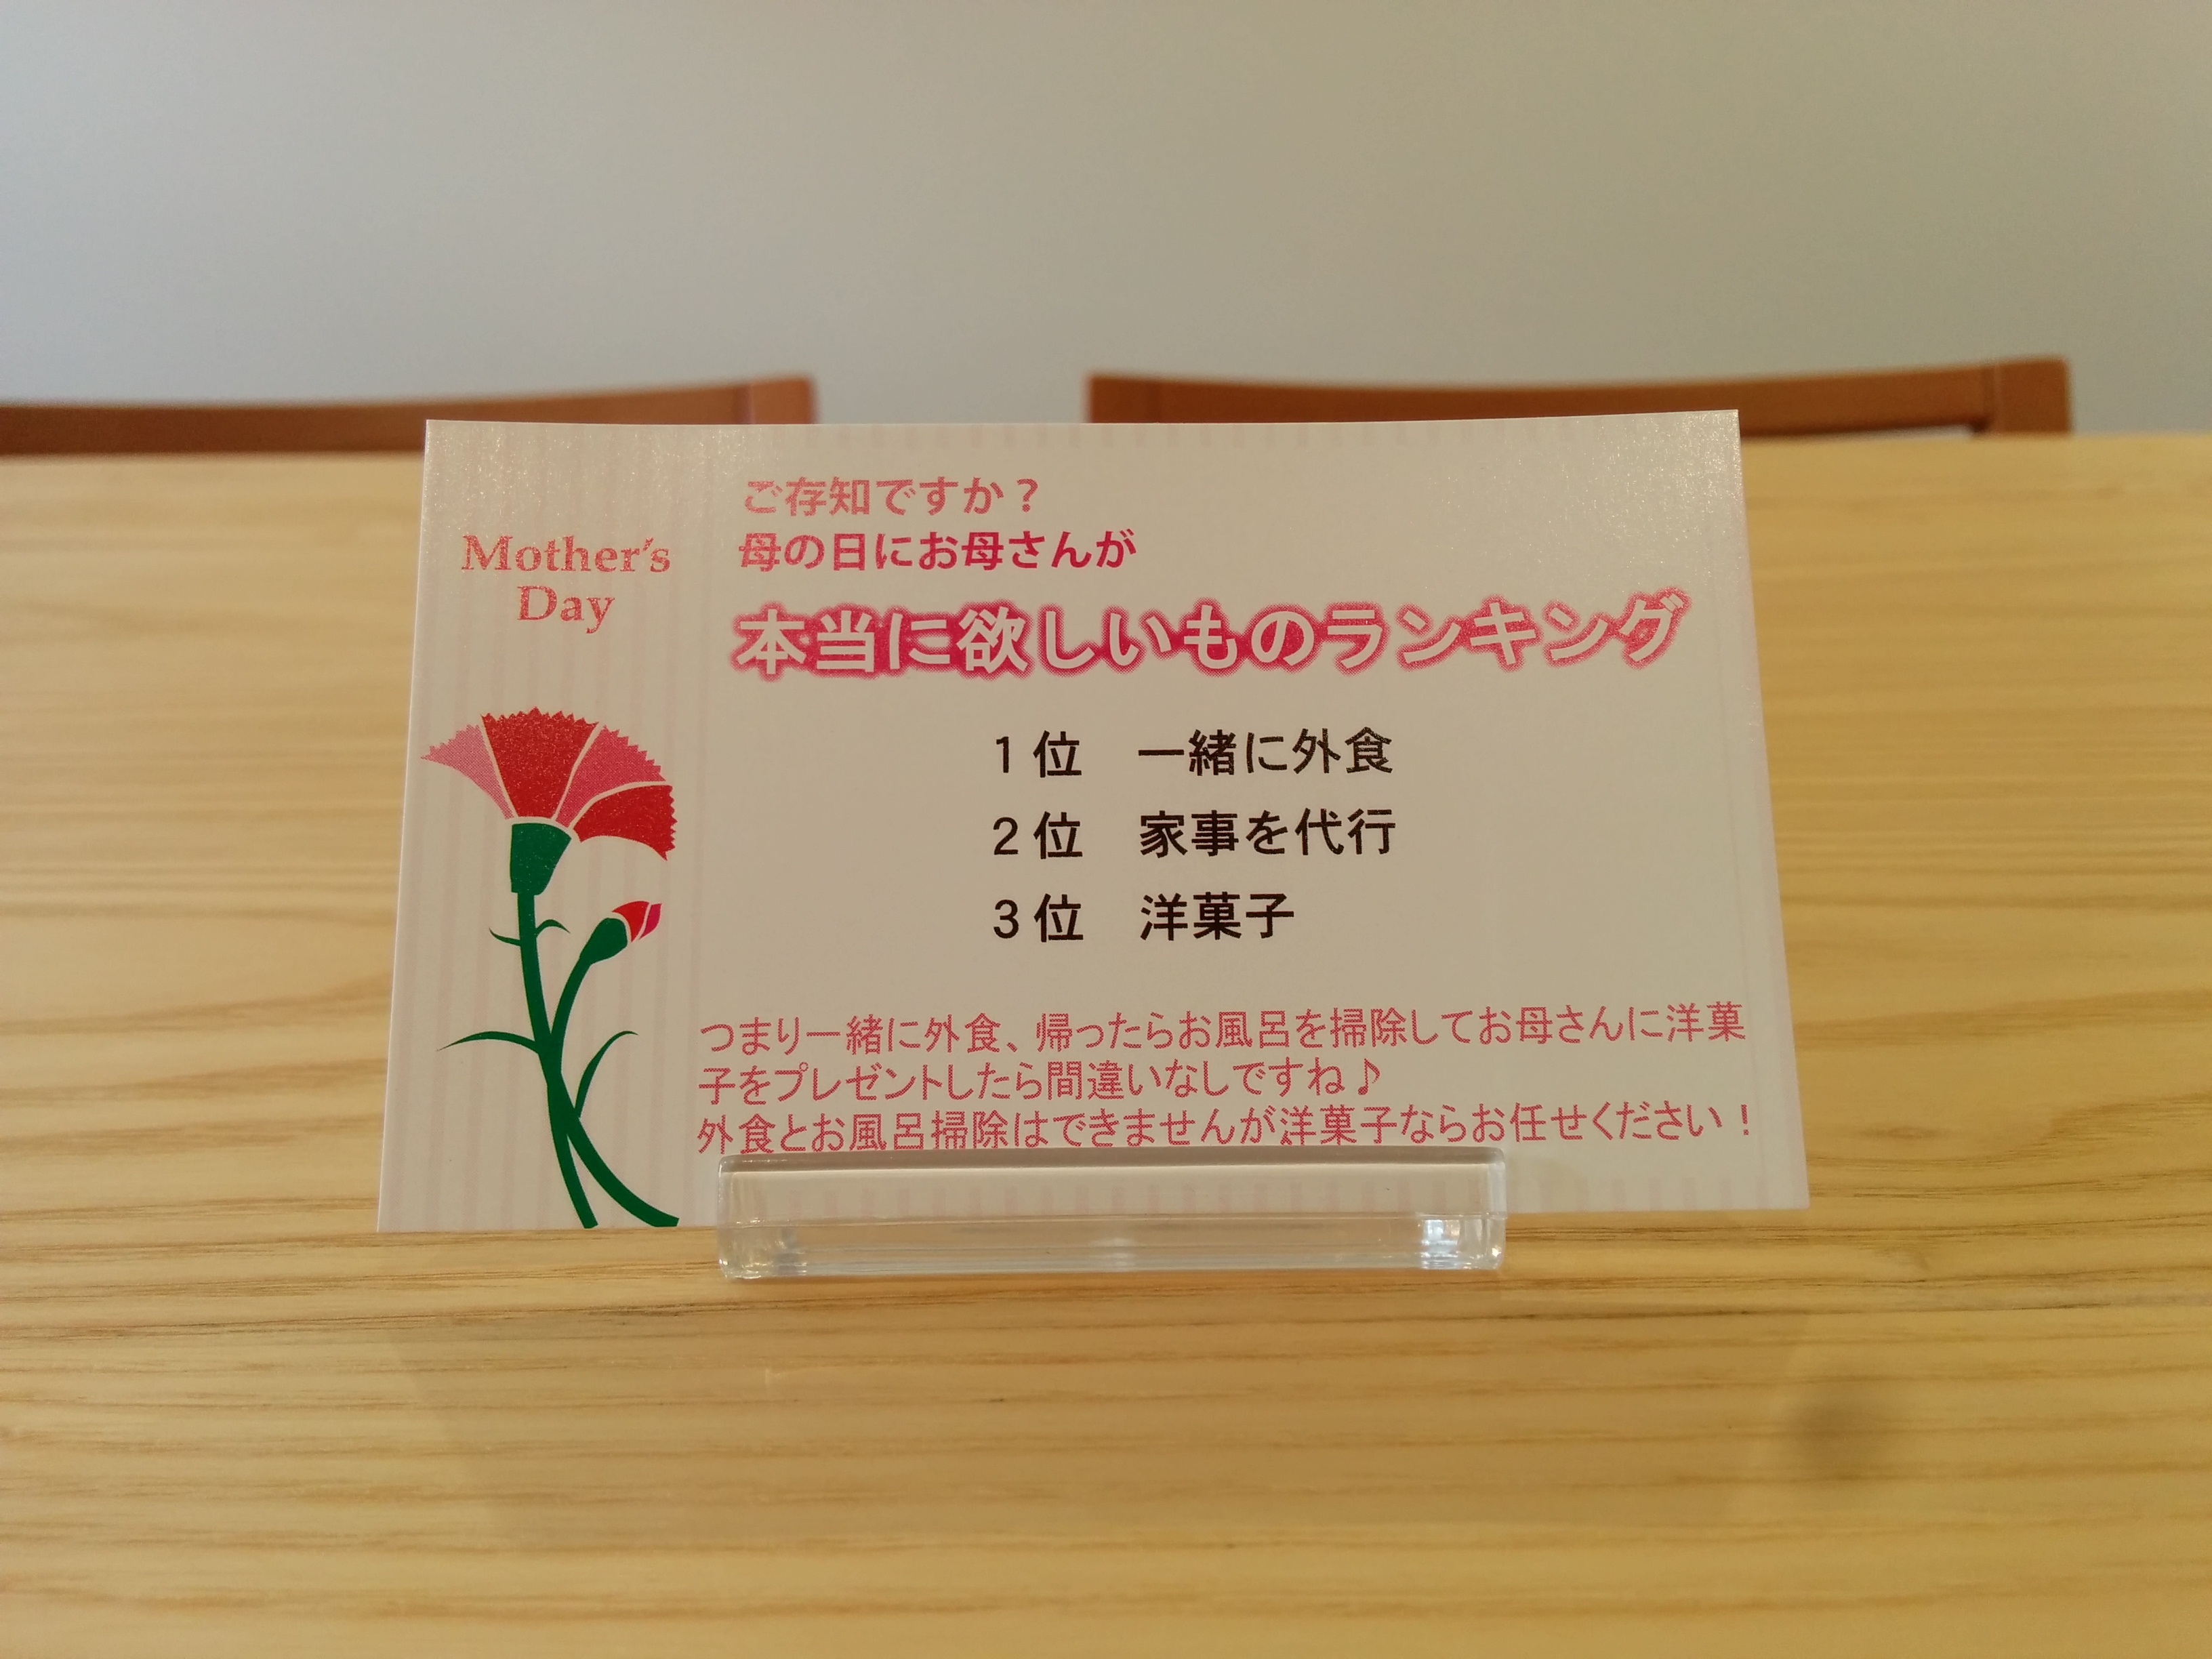 Mother's
Day
ご存知ですか？
母の日にお母さんが
本当に欲しいものランキング
1位　一緒に外食
2位　家事を代行
3位　洋菓子
つまり一緒に外食、帰ったらお風呂を掃除してお母さんに洋菓
子をプレゼントしたら間違いなしですね♪
外食とお風呂掃除はできませんが洋菓子ならお任せください！